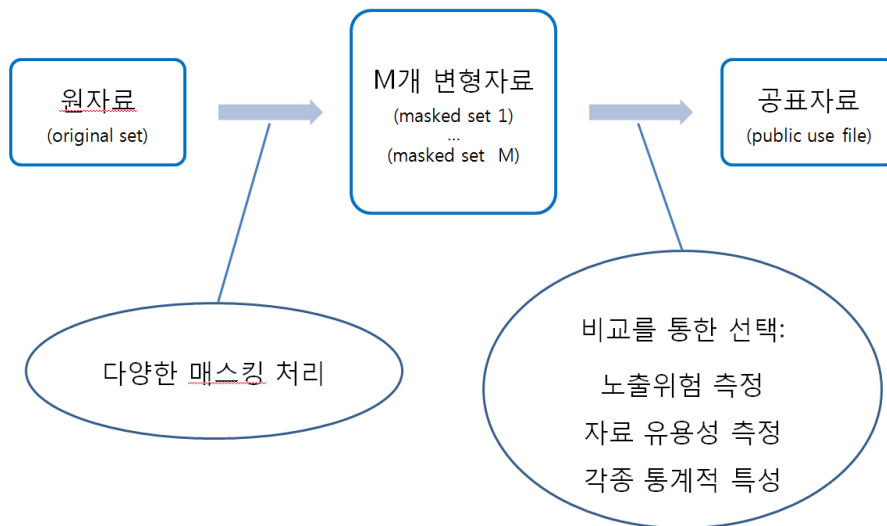 원자료
(original set)
M개 변형자료
(masked set 1)
...
(masked set M)
공표자료
(public use file)
다양한 매스킹 처리
비교를 통한 선택:
노출위험 측정
자료 유용성 측정
각종 통계적 특성